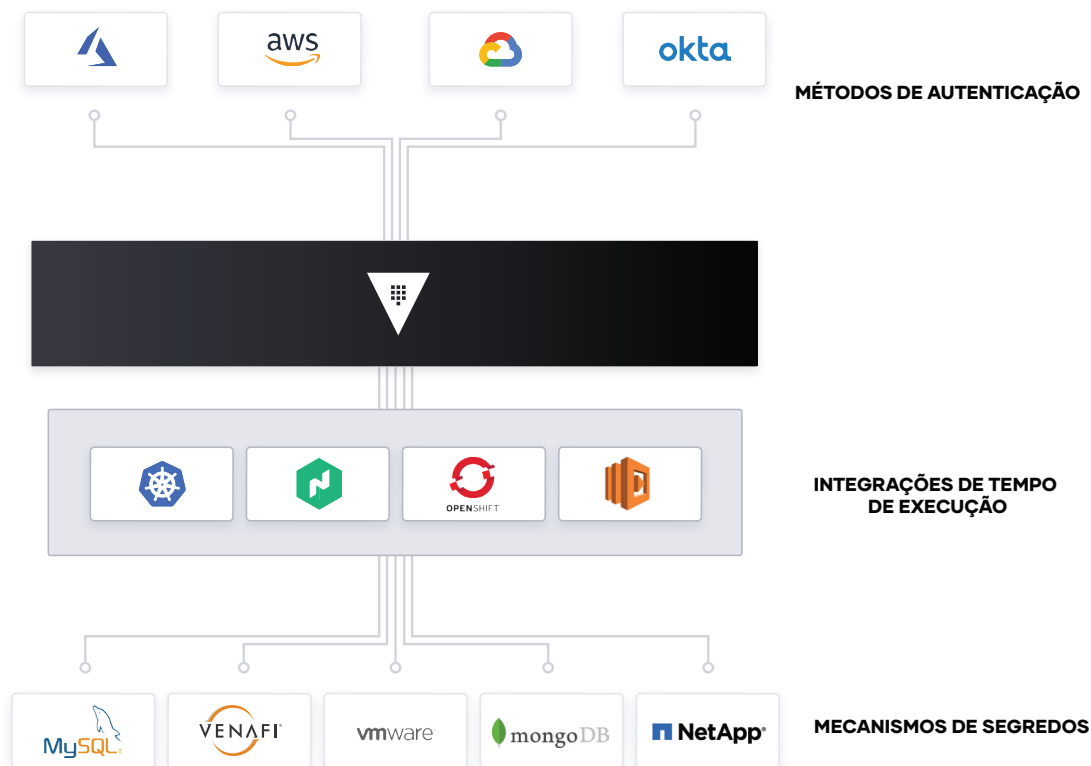 aws
okta
MÉTODOS DE AUTENTICAÇÃO
OPENSHIFT
INTEGRAÇÕES DE TEMPO
DE EXECUÇÃO
MySQL
VENAFI
vmware
mongoDB
NetApp
MECANISMOS DE SEGREDOS